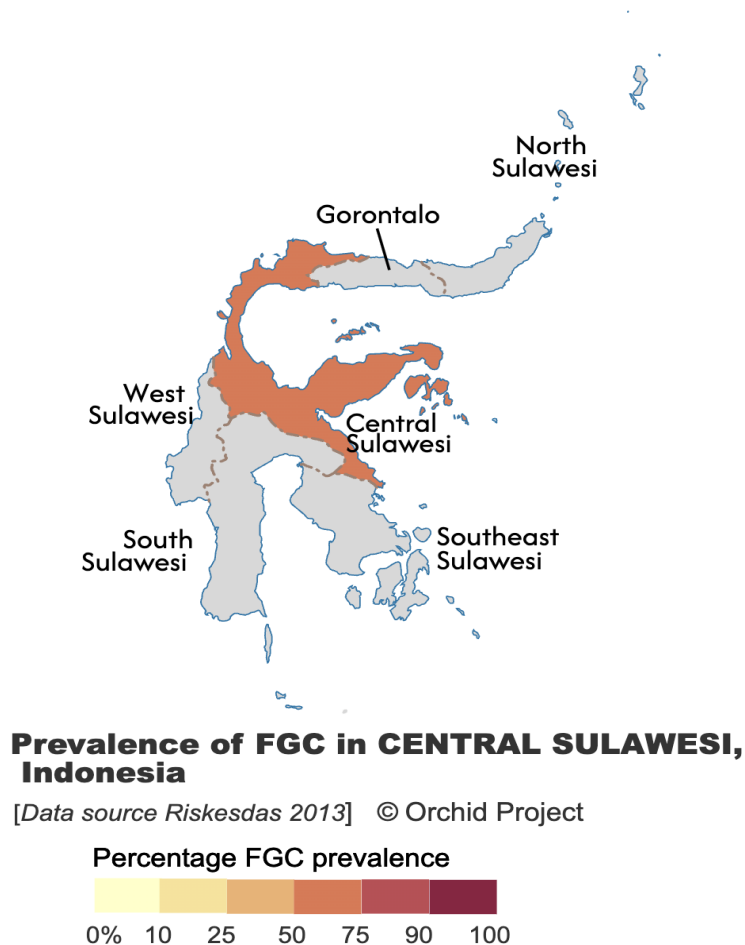 North
Sulawesi
Gorontalo
West
Sulawesi
Central
Sulawesi
South
Sulawesi
Southeast
Sulawesi
Prevalence of FGC in CENTRAL SULAWESI,
Indonesia
[Data source Riskesdas 2013] © Orchid Project
Percentage FGC prevalence
0% 10 25 50 75 90 100